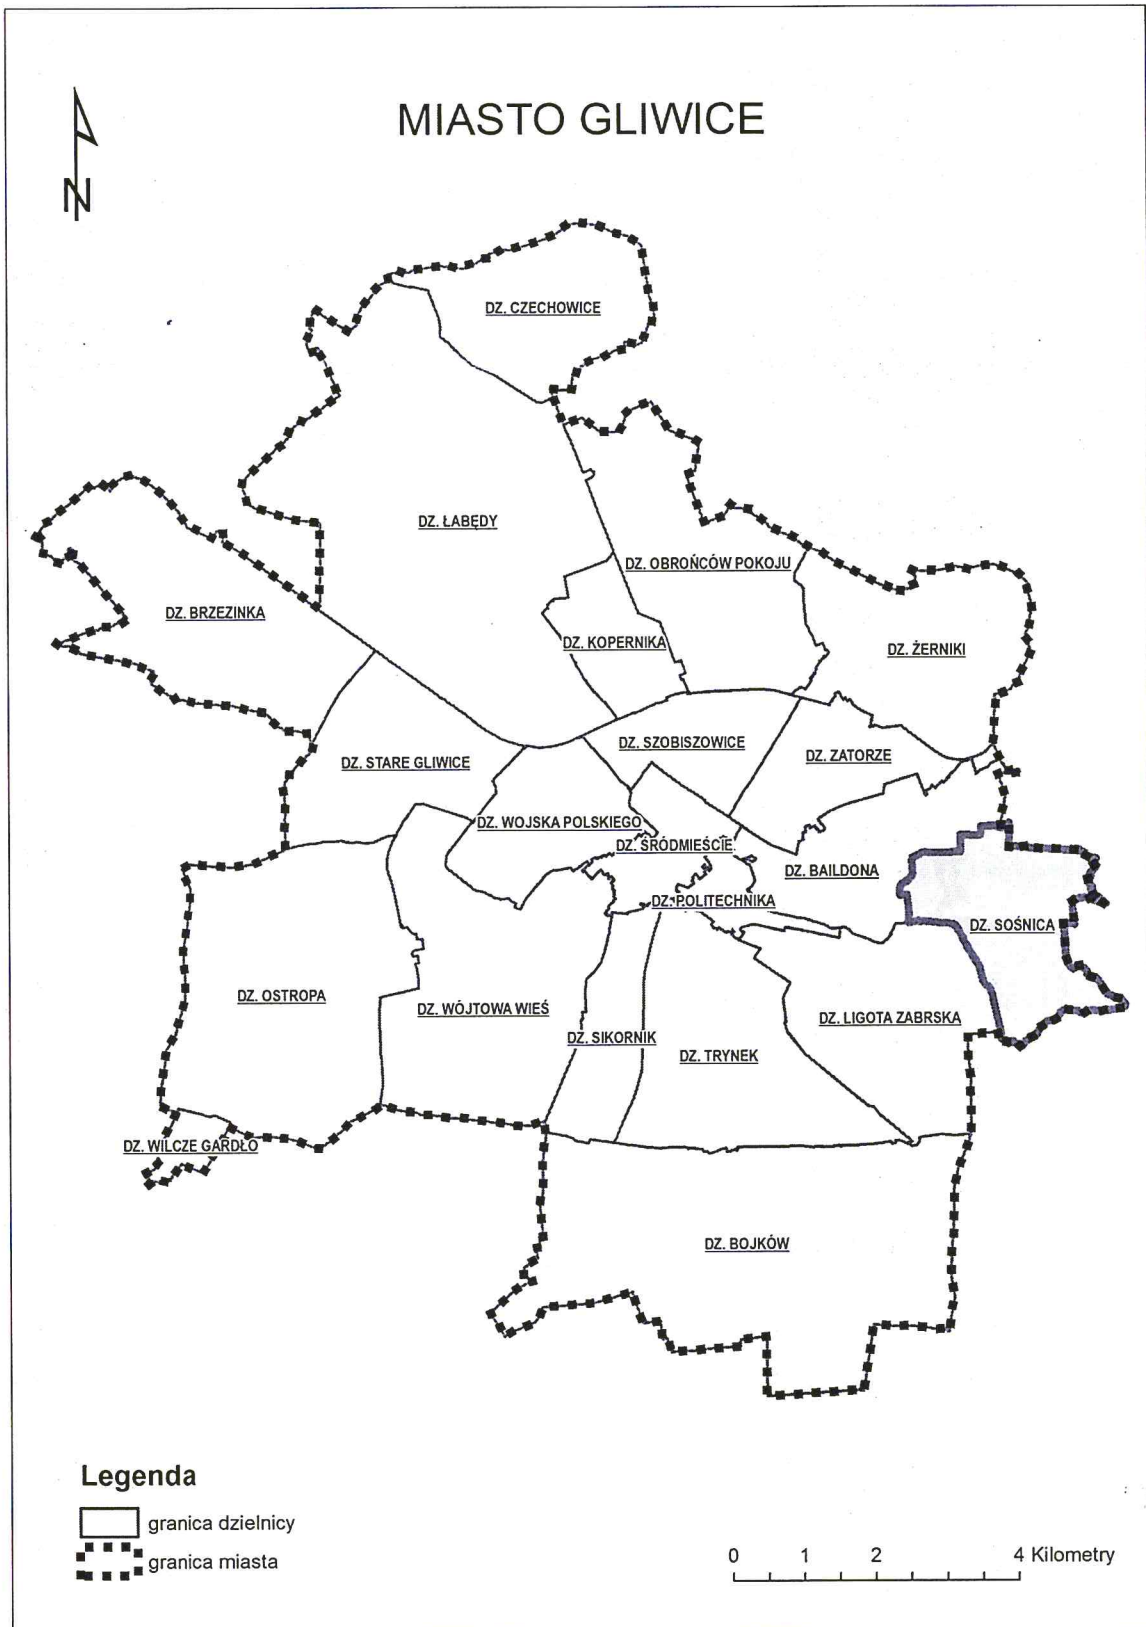 MIASTO GLIWICE
N
DZ. CZECHOWICE
DZ. ŁABĘDY
DZ. OBROŃCÓW POKOJU
DZ. BRZEZINKA
DZ. KOPERNIKA
DZ. ŻERNIKI
DZ. SZOBISZOWICE
DZ. ZATORZE
DZ. STARE GLIWICE
DZ. WOJSKA POLSKIEGO
DZ. ŚRÓDMIEŚCIE
DZ. BAILDONA
DZ. POLITECHNIKA
DZ. SOŚNICA
DZ. OSTROPA
DZ. WÓJTOWA WIEŚ
DZ. LIGOTA ZABRSKA
DZ. SIKORNIK
DZ. TRYNEK
DZ. WILCZE GARDŁO
DZ. BOJKÓW
Legenda
granica dzielnicy
granica miasta
0 1 2 4 Kilometry